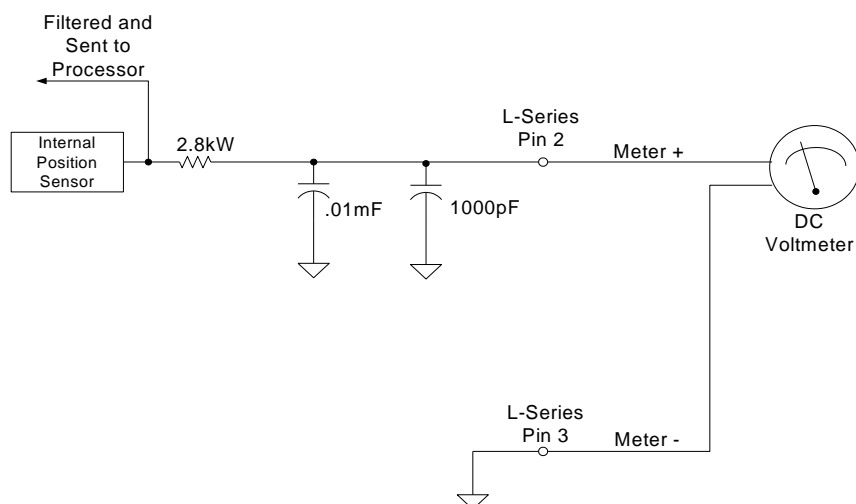 Filtered and
Sent to
Processor
Internal
Position
Sensor
2.8kW
.01mF
1000pF
L-Series
Pin 2
Meter +
DC
Voltmeter
L-Series
Pin 3
Meter -